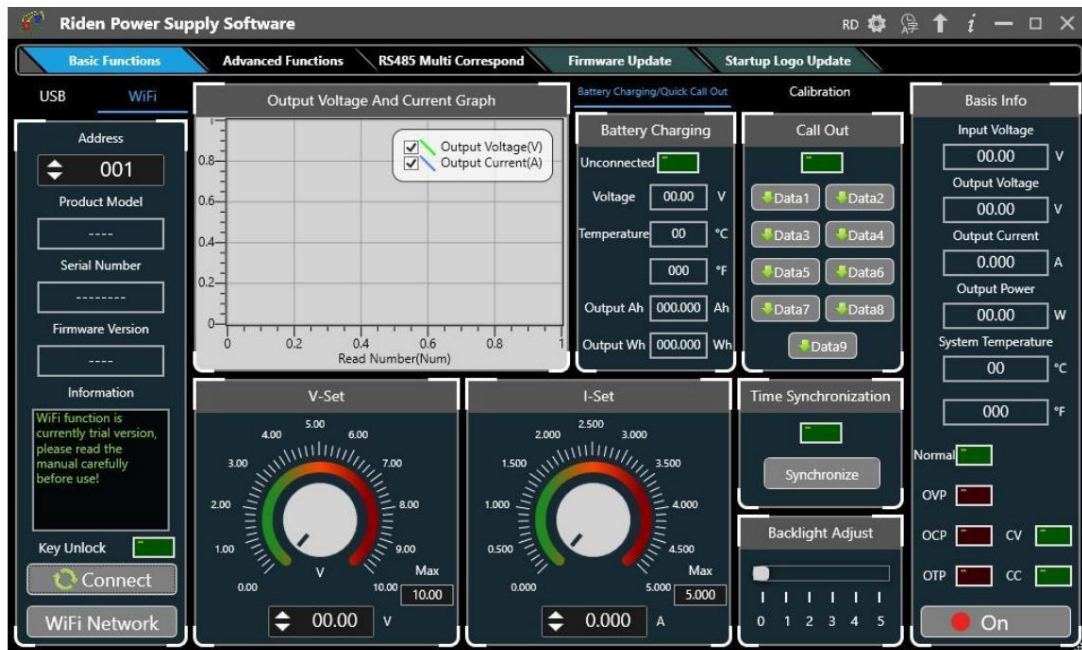 Riden Power Supply Software
RD
Basic Functions
Advanced Functions
RS485 Multi Correspond
Firmware Update
Startup Logo Update
USB
WiFi
Address
001
Product Model
----
Serial Number
--------
Firmware Version
----
Information
WiFi function is
currently trial version,
please read the
manual carefully
before use!
Key Unlock
Connect
WiFi Network
Output Voltage And Current Graph
Output Voltage(V)
Output Current(A)
1
0.8
0.6
0.4
0.2
0
0 0.2 0.4 0.6 0.8 1
Read Number(Num)
Battery Charging/Quick Call Out
Calibration
Battery Charging
Unconnected
Voltage 00.00 V
Temperature 00 °C
000 °F
Output Ah 000.000 Ah
Output Wh 000.000 Wh
Call Out
Data1 Data2
Data3 Data4
Data5 Data6
Data7 Data8
Data9
V-Set
0.00
1.00
2.00
3.00
4.00
5.00
6.00
7.00
8.00
9.00
10.00
V
Max
10.00
00.00 V
I-Set
0.000
0.500
1.000
1.500
2.000
2.500
3.000
3.500
4.000
4.500
5.000
Max
5.000
0.000 A
Time Synchronization
Synchronize
Backlight Adjust
0 1 2 3 4 5
Basis Info
Input Voltage
00.00 V
Output Voltage
00.00 V
Output Current
0.000 A
Output Power
00.00 W
System Temperature
00 °C
000 °F
Normal
OVP
OCP CV
OTP CC
On